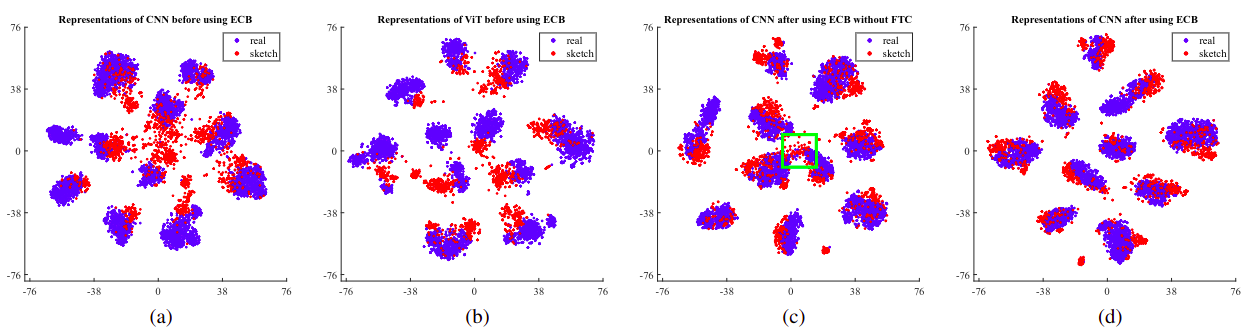 Representations of CNN before using ECB
76
38
0
-38
-76
-76 -38 0 38 76
real
sketch
(a)
Representations of ViT before using ECB
76
38
0
-38
-76
-76 -38 0 38 76
real
sketch
(b)
Representations of CNN after using ECB without FTC
76
38
0
-38
-76
-76 -38 0 38 76
real
sketch
(c)
Representations of CNN after using ECB
76
38
0
-38
-76
-76 -38 0 38 76
real
sketch
(d)